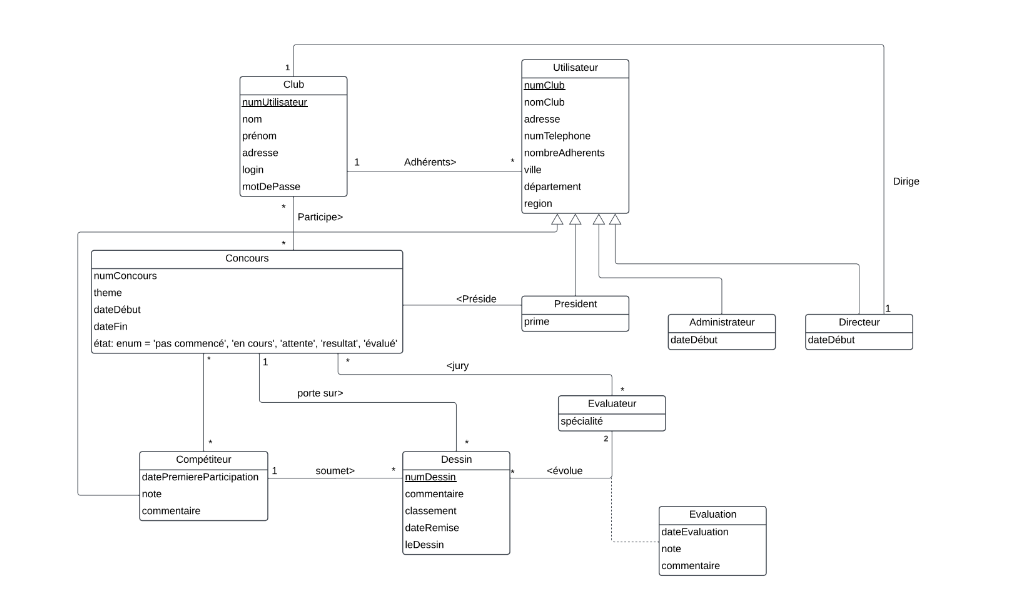 1
Club
numUtilisateur
nom
prénom
adresse
login
motDePasse
Utilisateur
numClub
nomClub
adresse
numTelephone
nombreAdherents
ville
département
region
1
Adhérents>
*
Dirige
*
Participe>
*
Concours
numConcours
theme
dateDébut
dateFin
état: enum = 'pas commencé', 'en cours', 'attente', 'resultat', 'évalué'
<Préside
President
prime
Administrateur
dateDébut
1
Directeur
dateDébut
*
1
*
<jury
*
porte sur>
Evaluateur
spécialité
2
*
*
Compétiteur
datePremiereParticipation
note
commentaire
1
soumet>
*
Dessin
numDessin
commentaire
classement
dateRemise
leDessin
*
<évolue
Evaluation
dateEvaluation
note
commentaire